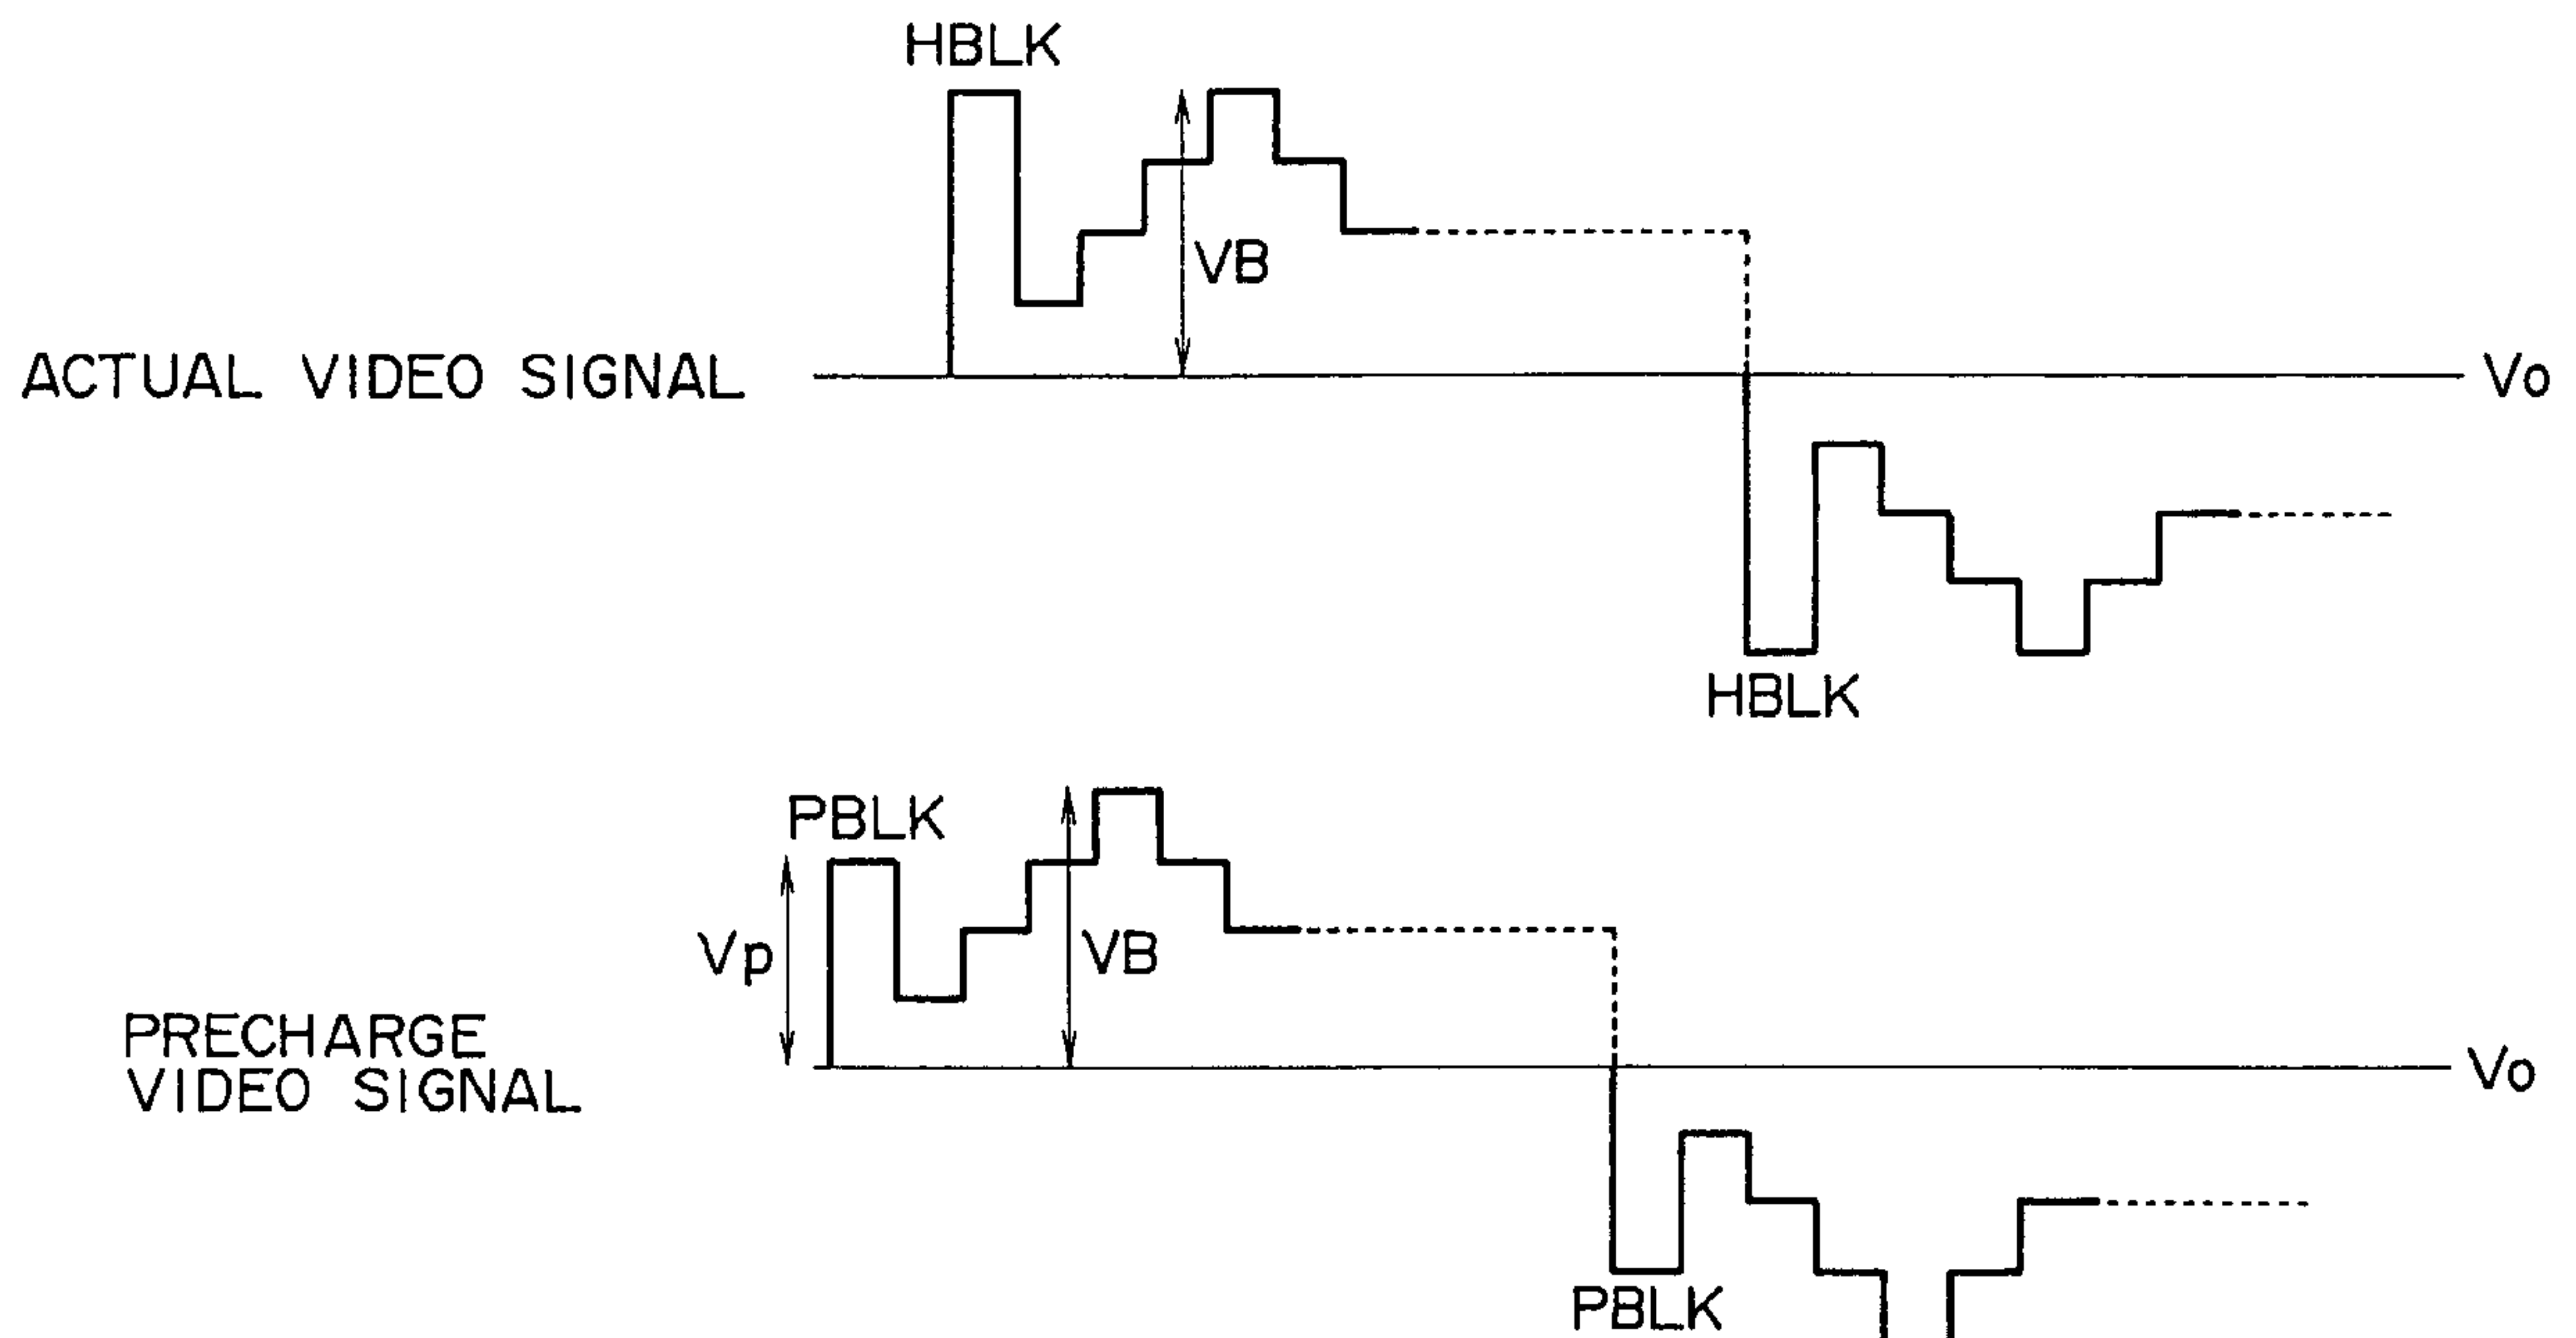 HBLK
VB
ACTUAL VIDEO SIGNAL
Vo
HBLK
PBLK
Vp
VB
PRECHARGE
VIDEO SIGNAL
Vo
PBLK